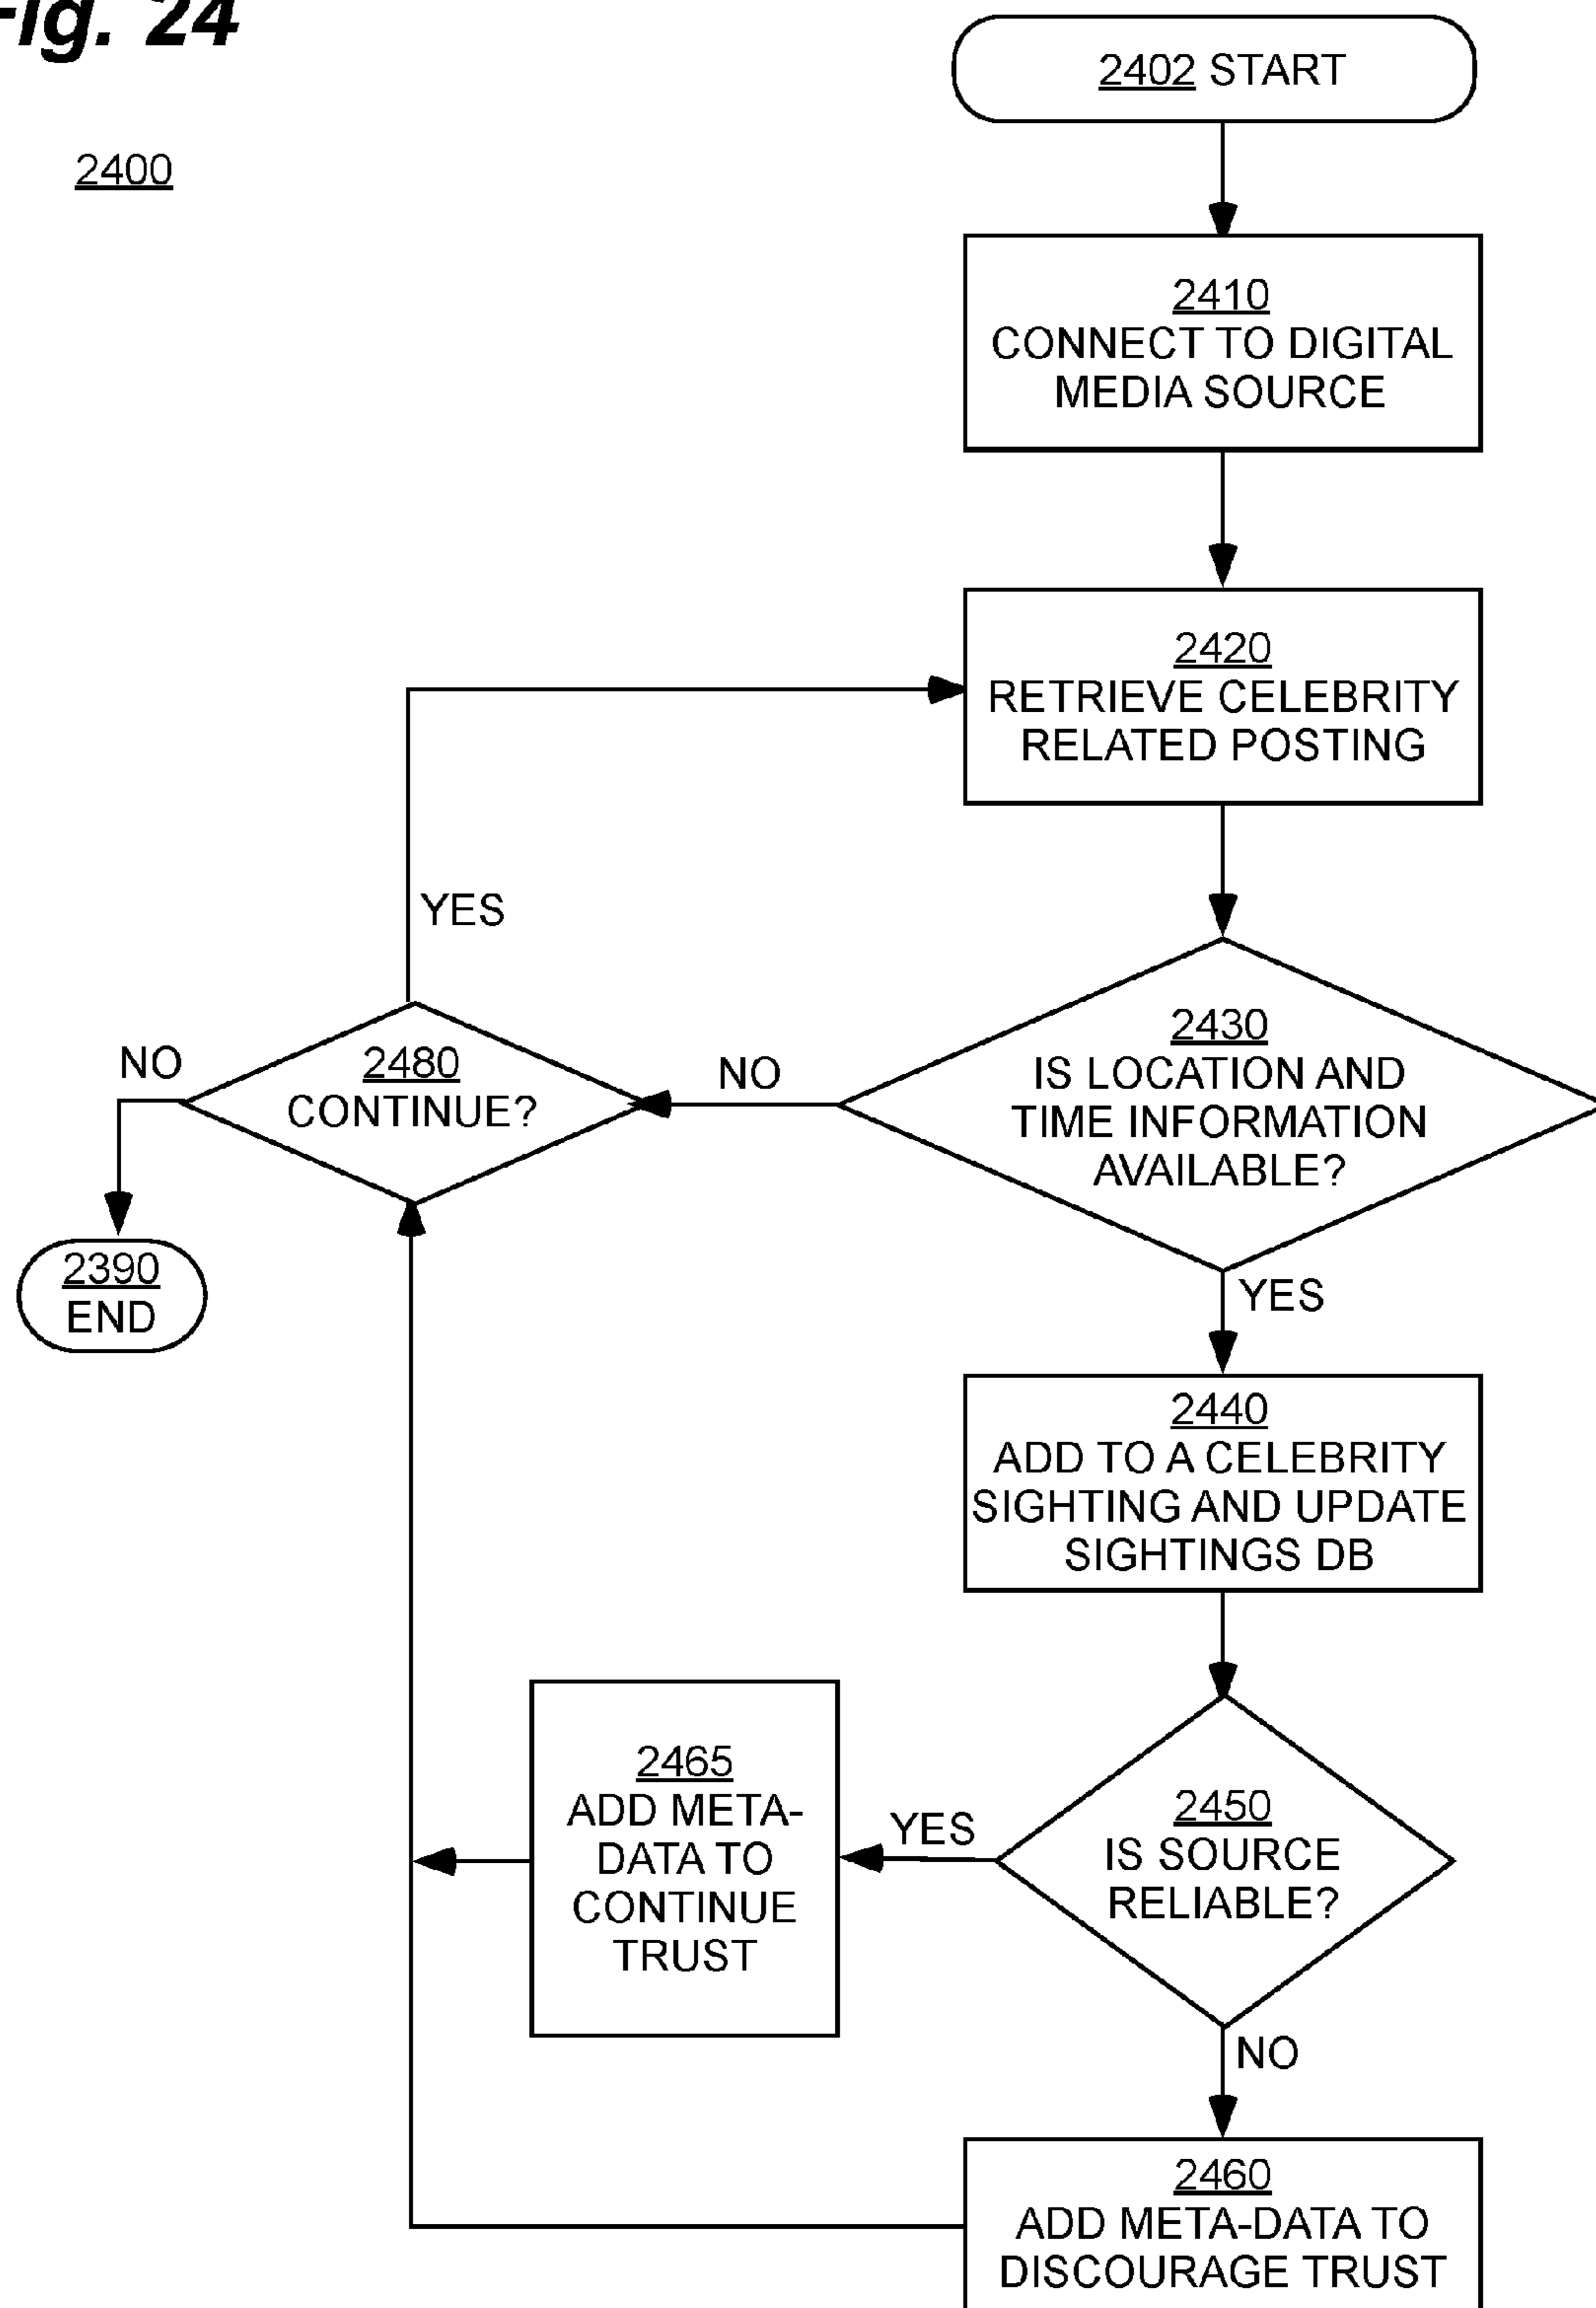 Fig. 24
2400
2402 START
2410
CONNECT TO DIGITAL
MEDIA SOURCE
2420
RETRIEVE CELEBRITY
RELATED POSTING
YES
2430
IS LOCATION AND
TIME INFORMATION
AVAILABLE?
NO
2480
CONTINUE?
NO
2390
END
YES
2440
ADD TO A CELEBRITY
SIGHTING AND UPDATE
SIGHTINGS DB
2450
IS SOURCE
RELIABLE?
YES
2465
ADD META-
DATA TO
CONTINUE
TRUST
NO
2460
ADD META-DATA TO
DISCOURAGE TRUST